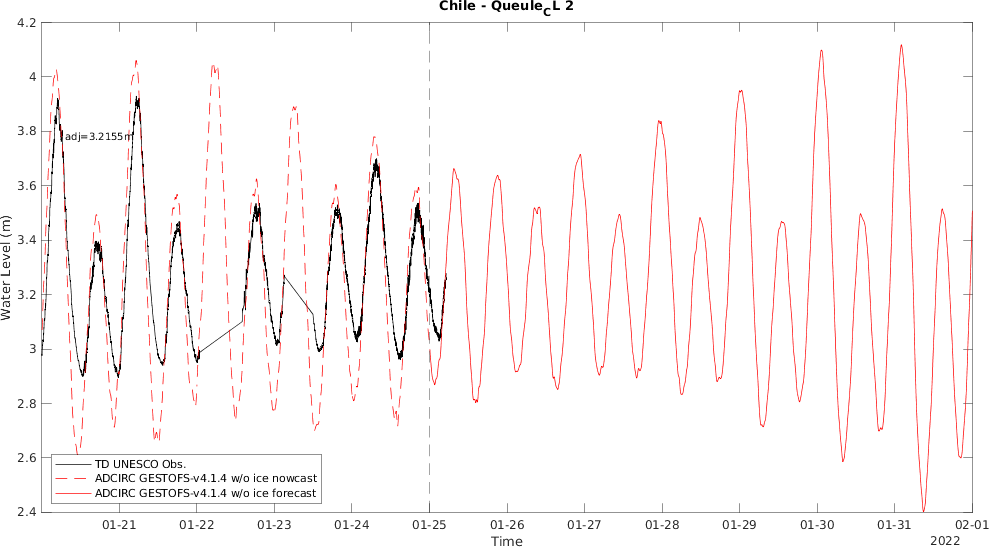 Chile - Queule_C L 2
4.2
4
3.8
3.6
3.4
3.2
3
2.8
2.6
2.4
Water Level (m)
adj=3.2155m
TD UNESCO Obs.
ADCIRC GESTOFS-v4.1.4 w/o ice nowcast
ADCIRC GESTOFS-v4.1.4 w/o ice forecast
01-21 01-22 01-23 01-24 01-25 01-26 01-27 01-28 01-29 01-30 01-31 02-01
Time
2022